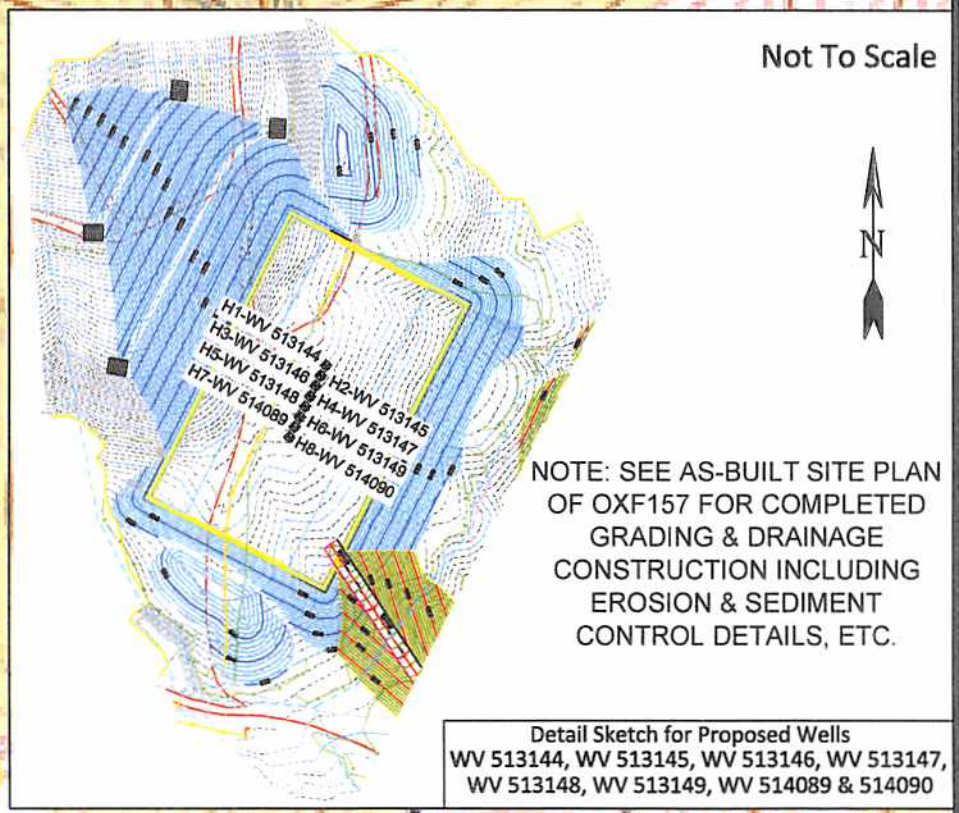 Not To Scale
N
H1-WV 513144
H3-WV 513146
H5-WV 513148
H7-WV 514089
H2-WV 513145
H4-WV 513147
H6-WV 513149
H8-WV 514090
NOTE: SEE AS-BUILT SITE PLAN
OF OXF157 FOR COMPLETED
GRADING & DRAINAGE
CONSTRUCTION INCLUDING
EROSION & SEDIMENT
CONTROL DETAILS, ETC.
Detail Sketch for Proposed Wells
WV 513144, WV 513145, WV 513146, WV 513147,
WV 513148, WV 513149, WV 514089 & 514090